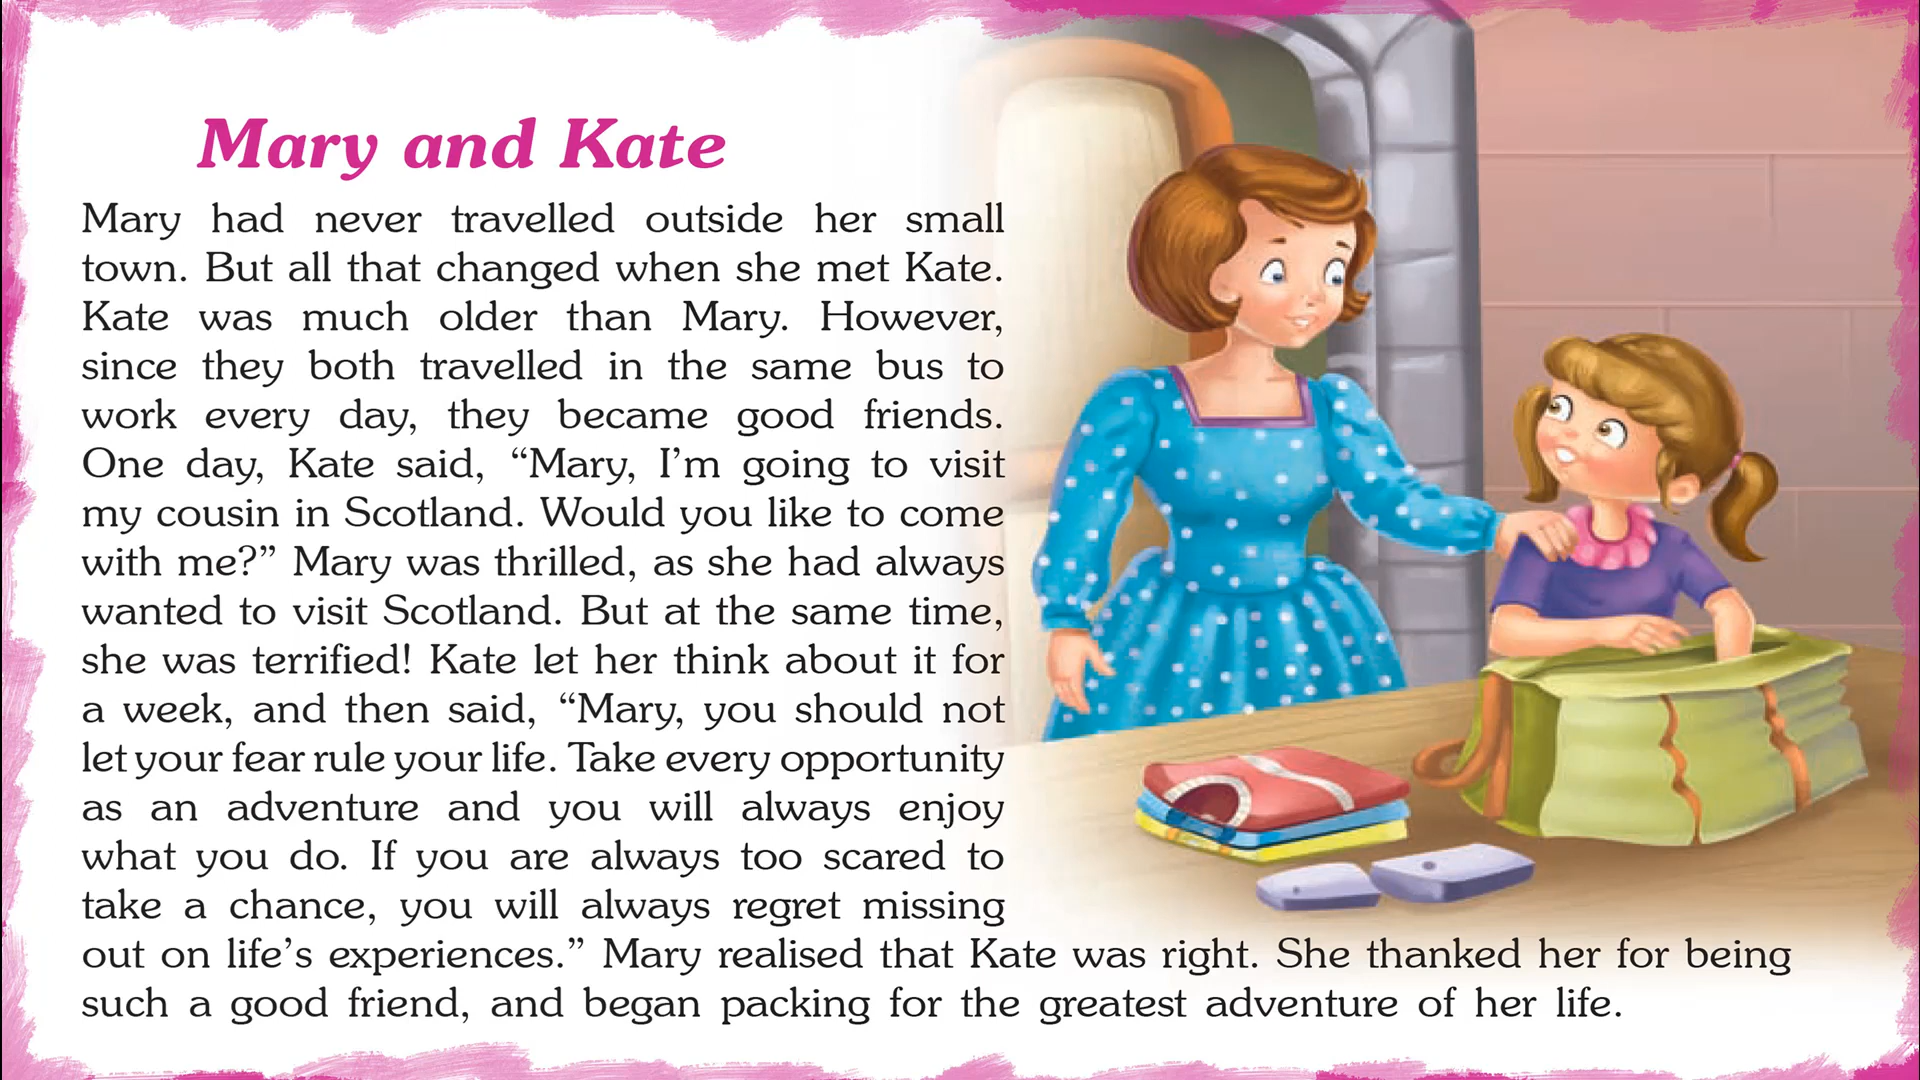 Mary and Kate
Mary had never travelled outside her small
town. But all that changed when she met Kate.
Kate was much older than Mary. However,
since they both travelled in the same bus to
work every day, they became good friends.
One day, Kate said, “Mary, I’m going to visit
my cousin in Scotland. Would you like to come
with me?” Mary was thrilled, as she had always
wanted to visit Scotland. But at the same time,
she was terrified! Kate let her think about it for
a week, and then said, “Mary, you should not
let your fear rule your life. Take every opportunity
as an adventure and you will always enjoy
what you do. If you are always too scared to
take a chance, you will always regret missing
out on life’s experiences.” Mary realised that Kate was right. She thanked her for being
such a good friend, and began packing for the greatest adventure of her life.